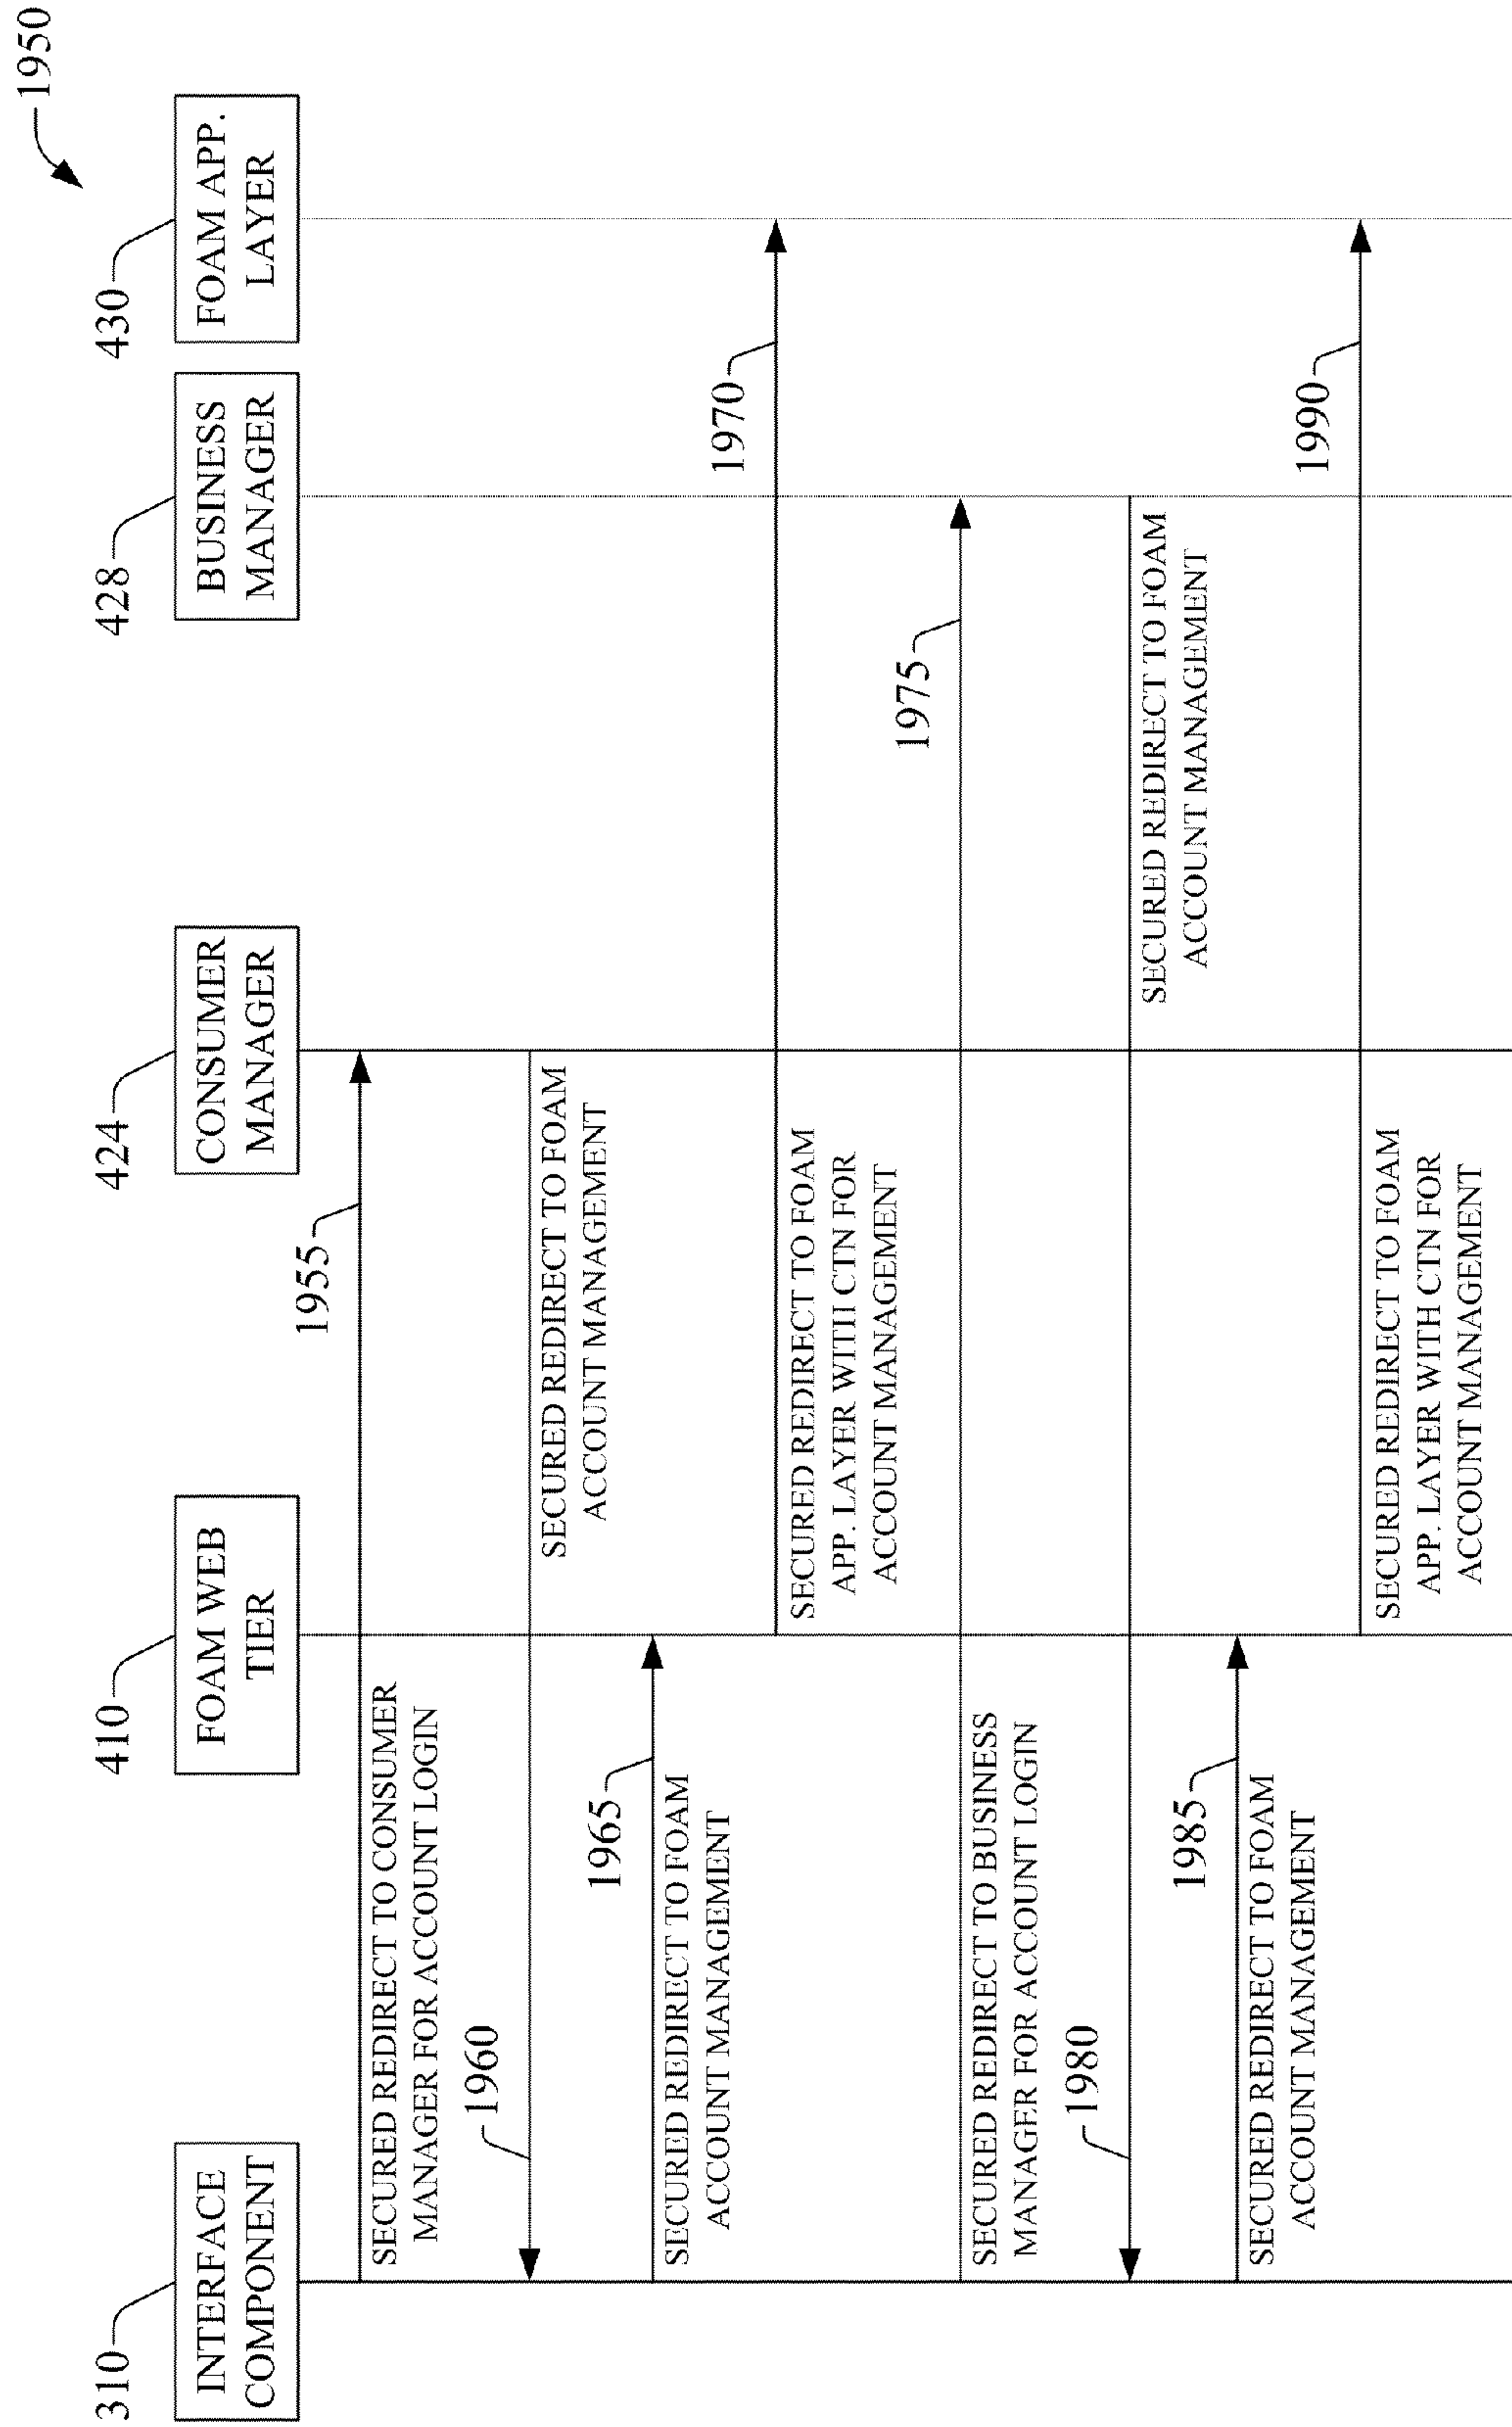 1950
310
410
424
428
430
INTERFACE
COMPONENT
FOAM WEB
TIER
CONSUMER
MANAGER
BUSINESS
MANAGER
FOAM APP.
LAYER
1955
SECURED REDIRECT TO CONSUMER
MANAGER FOR ACCOUNT LOGIN
1960
SECURED REDIRECT TO FOAM
ACCOUNT MANAGEMENT
1965
SECURED REDIRECT TO FOAM
ACCOUNT MANAGEMENT
1970
SECURED REDIRECT TO FOAM
APP. LAYER WITH CTN FOR
ACCOUNT MANAGEMENT
1975
SECURED REDIRECT TO BUSINESS
MANAGER FOR ACCOUNT LOGIN
1980
SECURED REDIRECT TO FOAM
ACCOUNT MANAGEMENT
1985
SECURED REDIRECT TO FOAM
ACCOUNT MANAGEMENT
1990
SECURED REDIRECT TO FOAM
APP. LAYER WITH CTN FOR
ACCOUNT MANAGEMENT